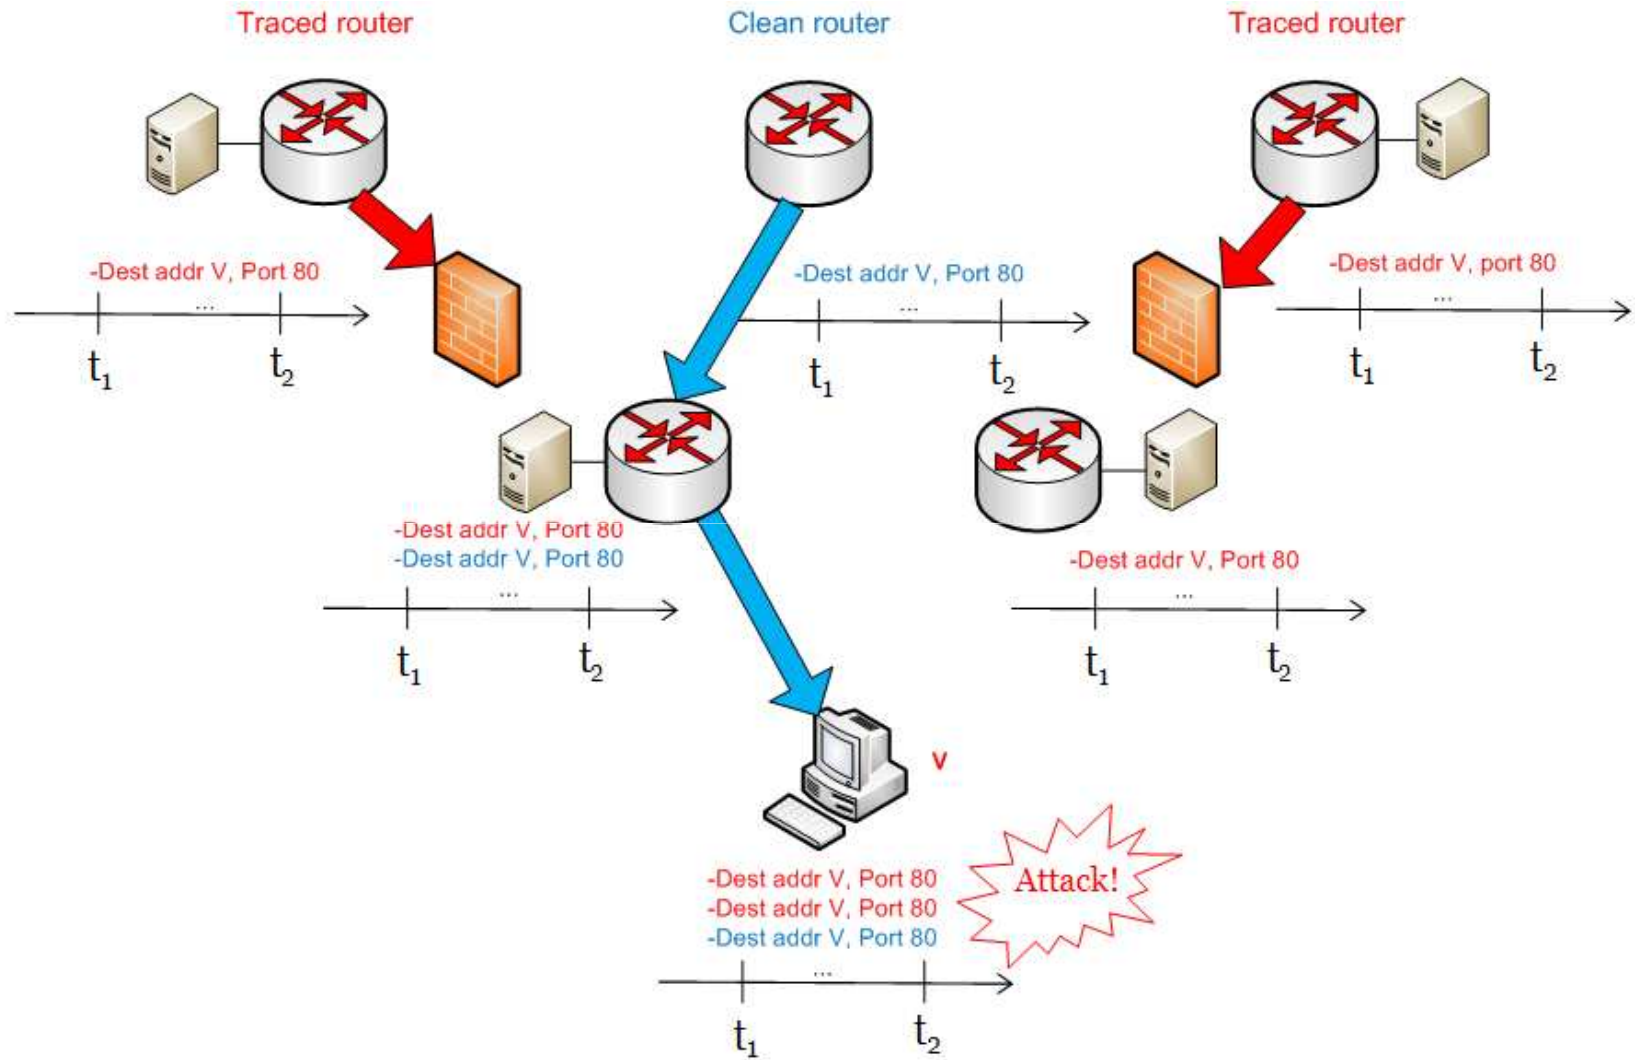 Traced router
Clean router
Traced router
-Dest addr V, Port 80
...
t1
t2
-Dest addr V, Port 80
...
t1
t2
-Dest addr V, port 80
...
t1
t2
-Dest addr V, Port 80
-Dest addr V, Port 80
...
t1
t2
-Dest addr V, Port 80
...
t1
t2
V
-Dest addr V, Port 80
-Dest addr V, Port 80
-Dest addr V, Port 80
Attack!
...
t1
t2